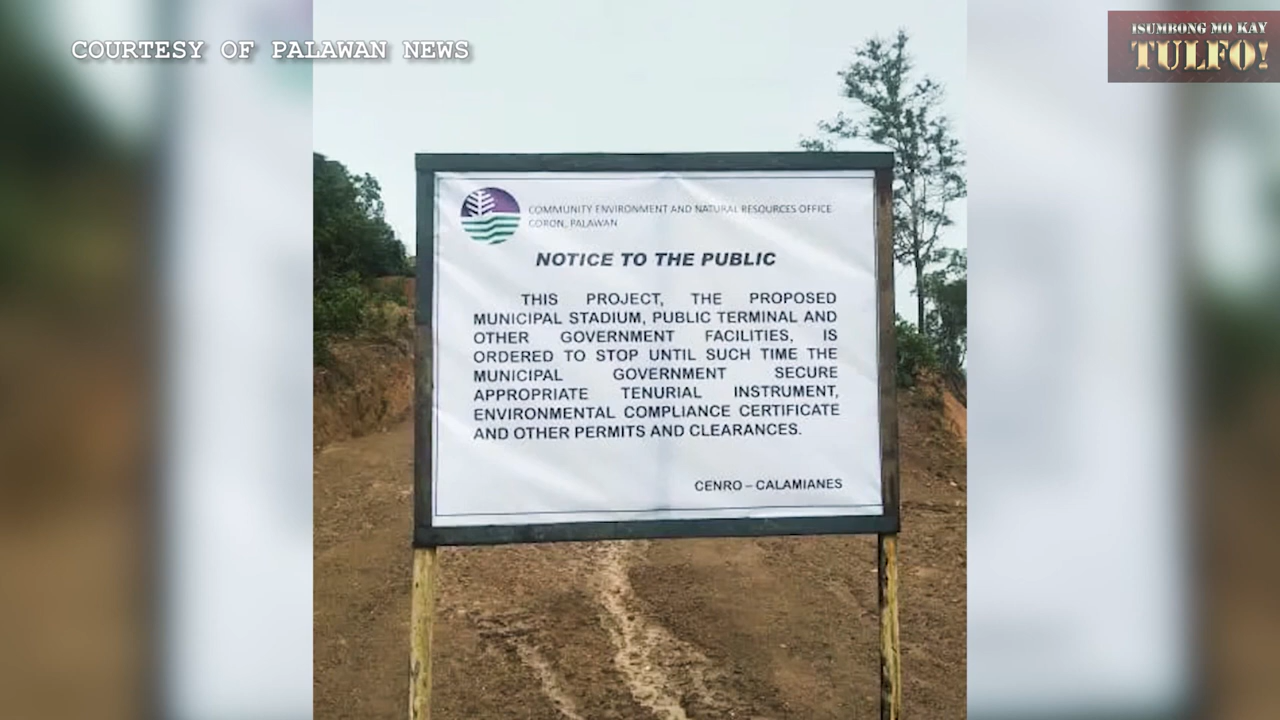 COURTESY OF PALAWAN NEWS
ISUMBONG MO KAY
TULFO!
COMMUNITY ENVIRONMENT AND NATURAL RESOURCES OFFICE
CORON, PALAWAN
NOTICE TO THE PUBLIC
THIS PROJECT, THE PROPOSED
MUNICIPAL STADIUM, PUBLIC TERMINAL AND
OTHER GOVERNMENT FACILITIES, IS
ORDERED TO STOP UNTIL SUCH TIME THE
MUNICIPAL GOVERNMENT SECURE
APPROPRIATE TENURIAL INSTRUMENT,
ENVIRONMENTAL COMPLIANCE CERTIFICATE
AND OTHER PERMITS AND CLEARANCES.
CENRO – CALAMIANES